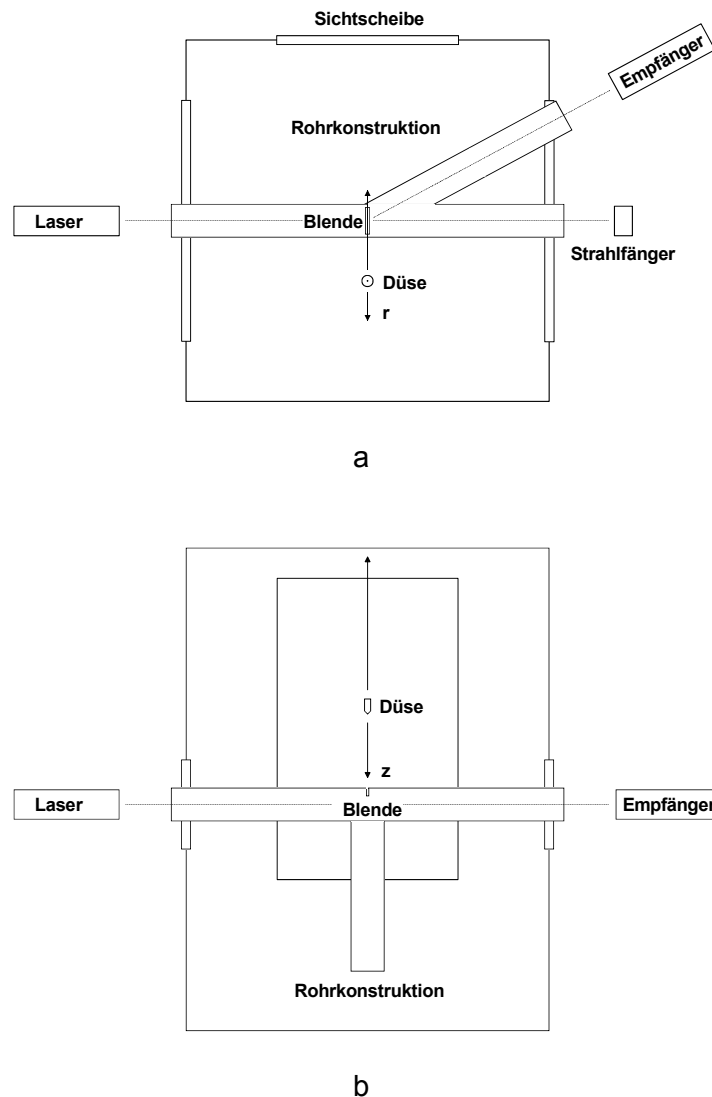 Sichtscheibe
Empfänger
Rohrkonstruktion
Laser
Blende
Strahlfänger
Düse
r
a
Düse
z
Laser
Blende
Empfänger
Rohrkonstruktion
b